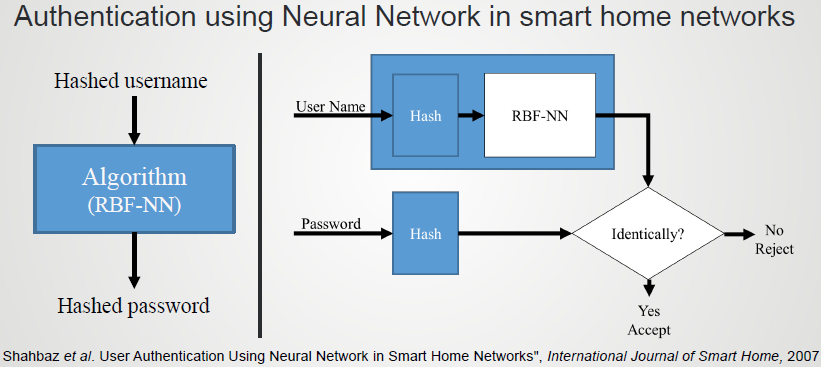 Authentication using Neural Network in smart home networks
Hashed username
Algorithm
(RBF-NN)
Hashed password
User Name
Hash
RBF-NN
Password
Hash
Identically?
No
Reject
Yes
Accept
Shahbaz et al. User Authentication Using Neural Network in Smart Home Networks", International Journal of Smart Home, 2007